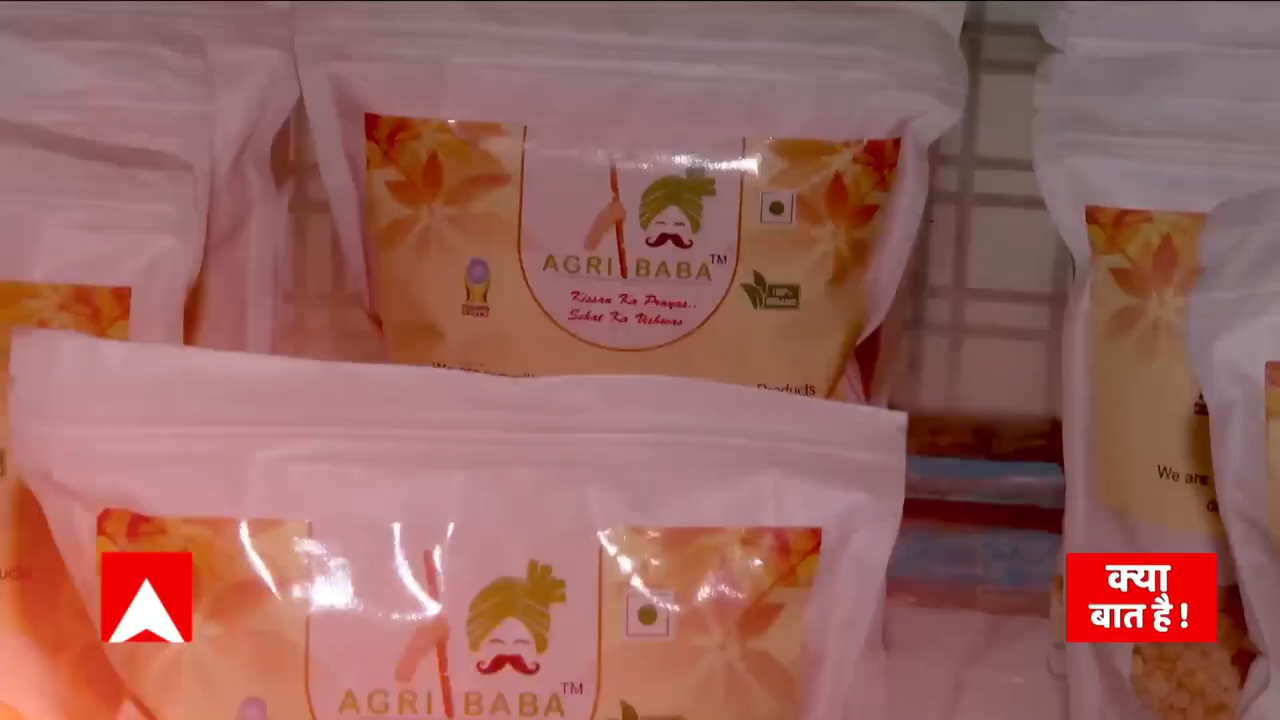 AGRI BABA TM
Kissan Ka Prayas..
Sehat Ka Vishwas
100%
ORGANIC
Products
We are
AGRI BABA TM
क्या
बात है !